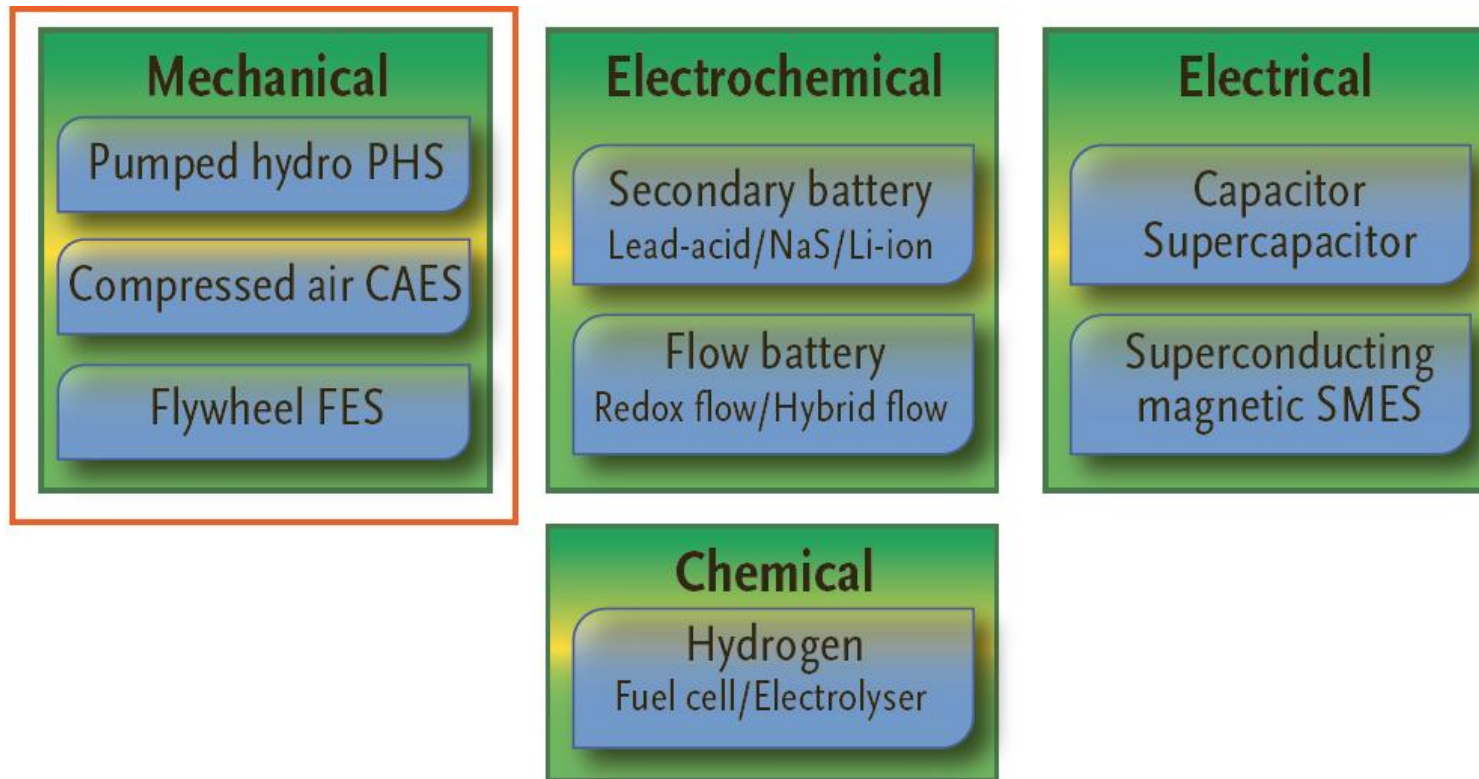 Mechanical
Pumped hydro PHS
Compressed air CAES
Flywheel FES
Electrochemical
Secondary battery
Lead-acid/NaS/Li-ion
Flow battery
Redox flow/Hybrid flow
Electrical
Capacitor
Supercapacitor
Superconducting
magnetic SMES
Chemical
Hydrogen
Fuel cell/Electrolyser